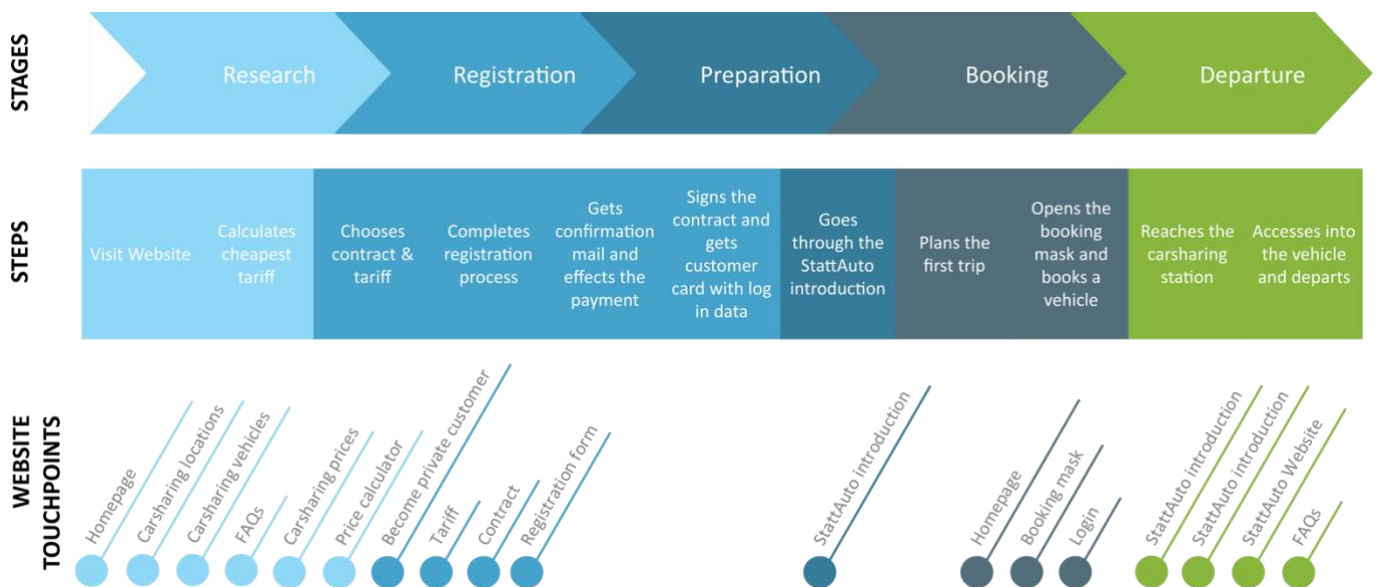 STAGES
Research
Registration
Preparation
Booking
Departure
STEPS
Visit Website
Calculates
cheapest
tariff
Chooses
contract &
tariff
Completes
registration
process
Gets
confirmation
mail and
effects the
payment
Signs the
contract and
gets
customer
card with log
in data
Goes
through the
StattAuto
introduction
Plans the
first trip
Opens the
booking
mask and
books a
vehicle
Reaches the
carsharing
station
Accesses into
the vehicle
and departs
WEBSITE
TOUCHPOINTS
Homepage
Carsharing locations
Carsharing vehicles
FAQs
Carsharing prices
Price calculator
Become private customer
Tariff
Contract
Registration form
StattAuto introduction
Homepage
Booking mask
Login
StattAuto introduction
StattAuto introduction
StattAuto Website
FAQs